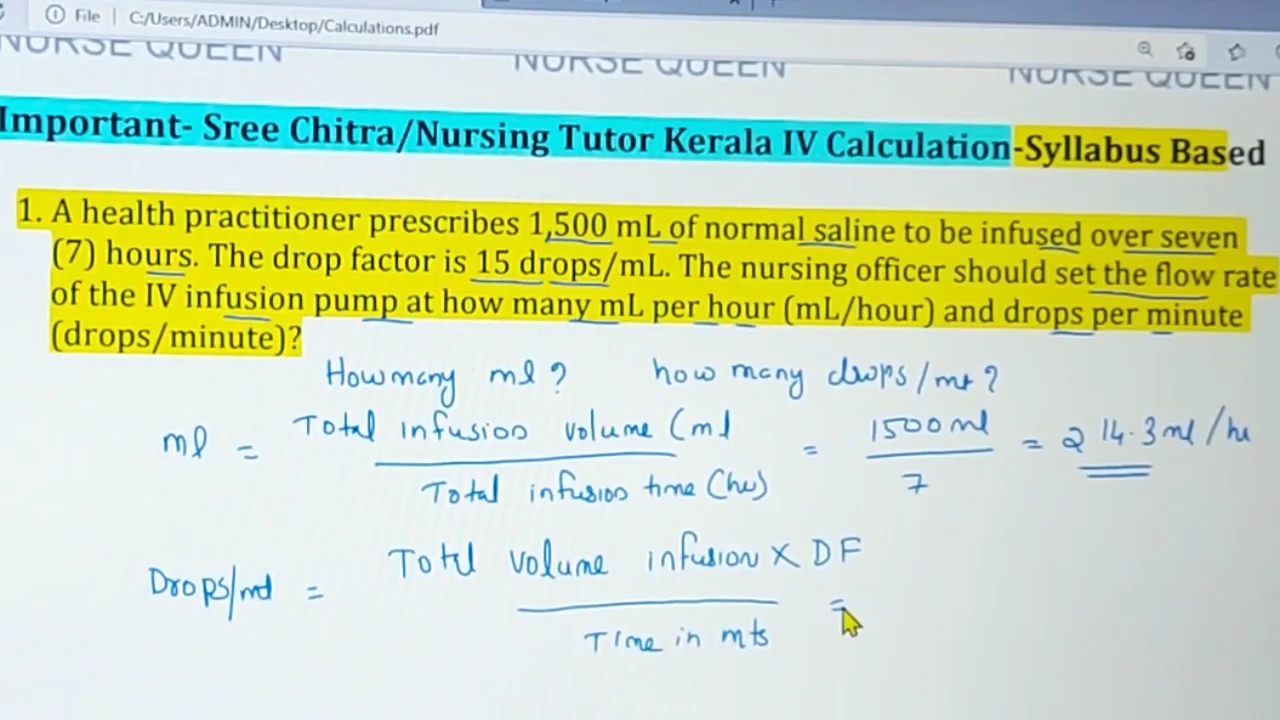 File | C:/Users/ADMIN/Desktop/Calculations.pdf
NURSE QUEEN NURSE QUEEN NURSE QUEEN
Important- Sree Chitra/Nursing Tutor Kerala IV Calculation-Syllabus Based
1. A health practitioner prescribes 1,500 mL of normal saline to be infused over seven
(7) hours. The drop factor is 15 drops/mL. The nursing officer should set the flow rate
of the IV infusion pump at how many mL per hour (mL/hour) and drops per minute
(drops/minute)?
How many ml? how many drops/mt?
ml = Total infusion volume (ml = 1500ml = 214.3ml/hr
Total infusion time (hr) 7
Drops/mt = Total volume infusion X DF =
Time in mts